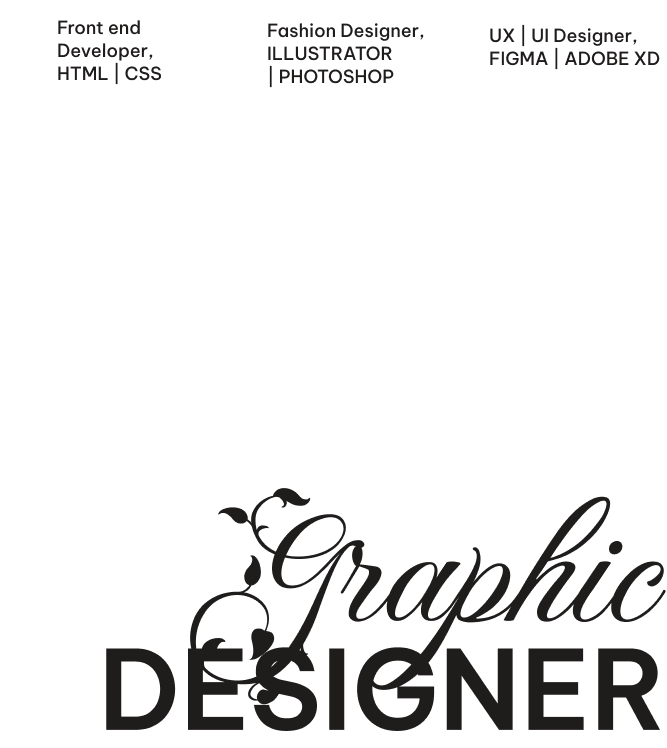 Front end
Developer,
HTML | CSS
Fashion Designer,
ILLUSTRATOR
| PHOTOSHOP
UX | UI Designer,
FIGMA | ADOBE XD
Graphic
DESIGNER